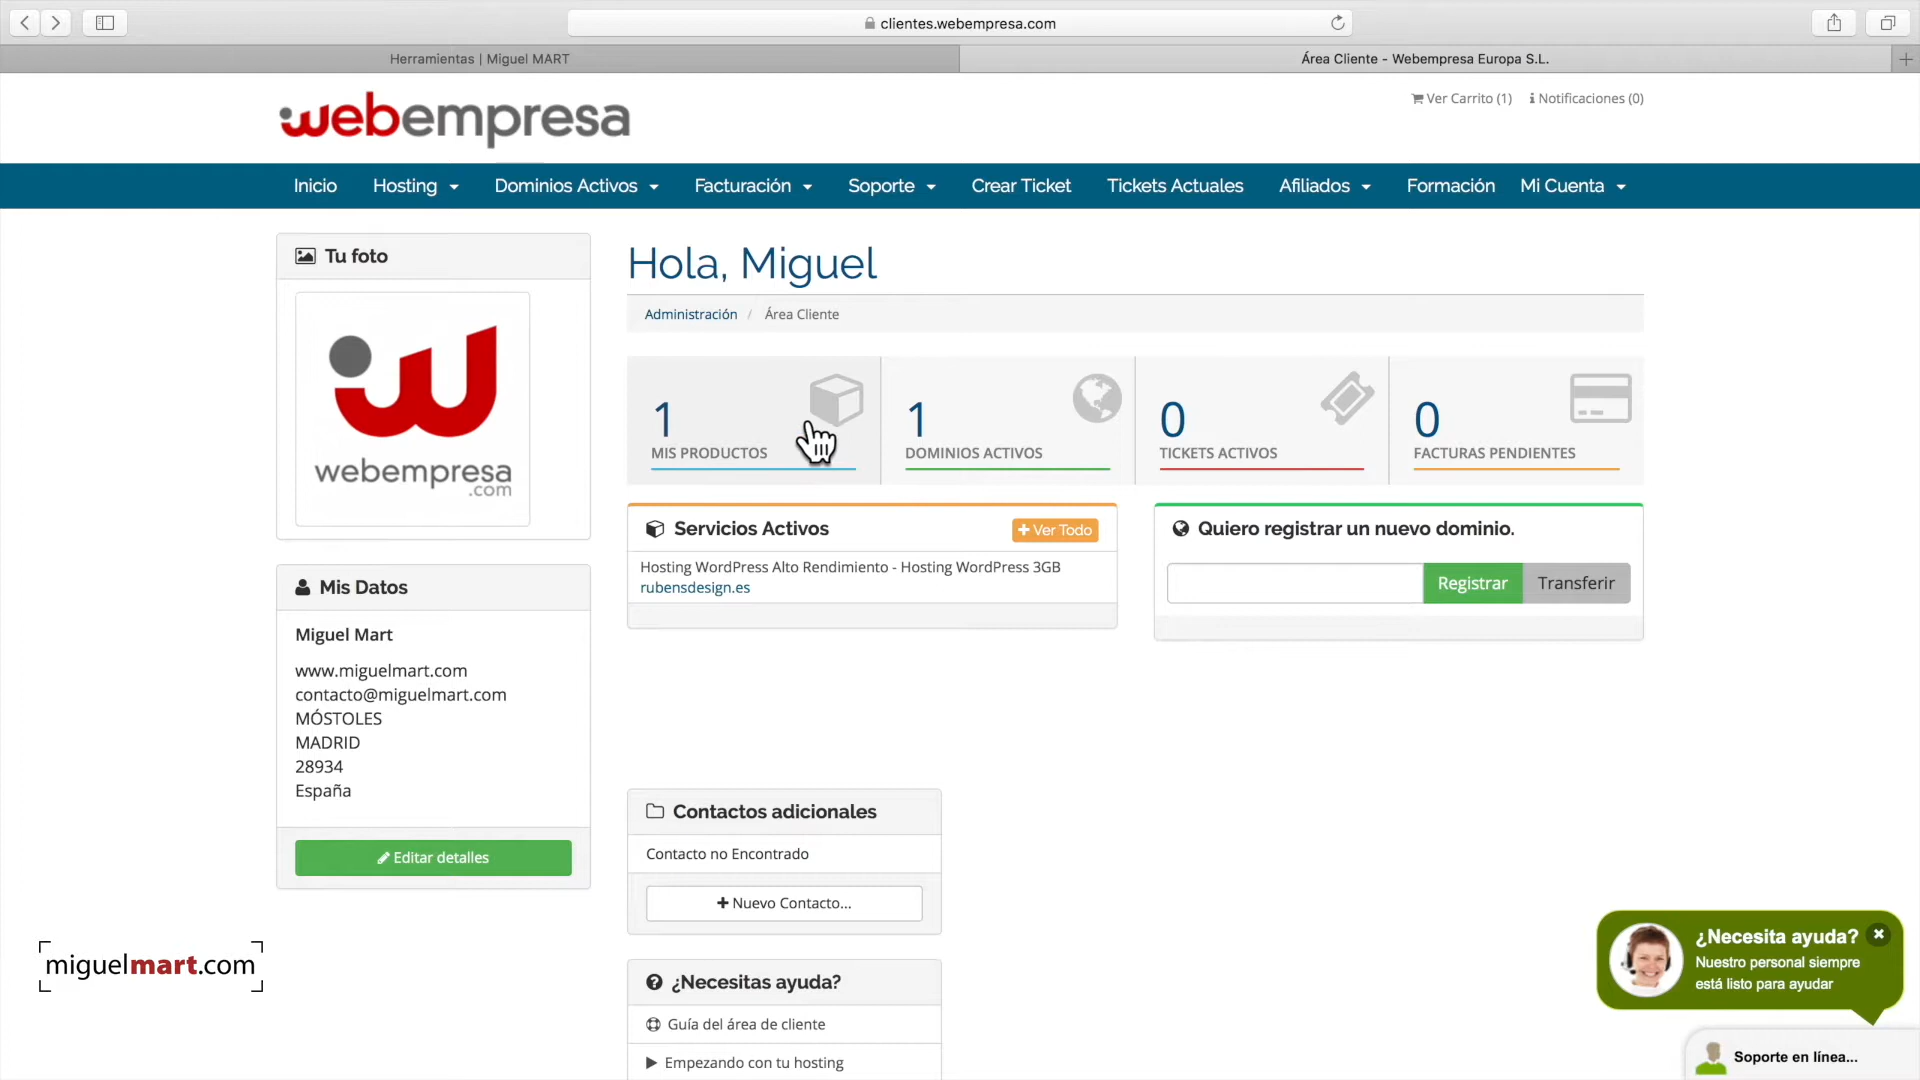 clientes.webempresa.com
Herramientas | Miguel MART
Área Cliente - Webempresa Europa S.L.
webempresa
Ver Carrito (1)
Notificaciones (0)
Inicio
Hosting
Dominios Activos
Facturación
Soporte
Crear Ticket
Tickets Actuales
Afiliados
Formación
Mi Cuenta
Tu foto
webempresa
.com
Mis Datos
Miguel Mart
www.miguelmart.com
contacto@miguelmart.com
MÓSTOLES
MADRID
28934
España
Editar detalles
Hola, Miguel
Administración / Área Cliente
1
MIS PRODUCTOS
1
DOMINIOS ACTIVOS
0
TICKETS ACTIVOS
0
FACTURAS PENDIENTES
Servicios Activos
Ver Todo
Hosting WordPress Alto Rendimiento - Hosting WordPress 3GB
rubensdesign.es
Quiero registrar un nuevo dominio.
Registrar
Transferir
Contactos adicionales
Contacto no Encontrado
Nuevo Contacto...
¿Necesitas ayuda?
Guía del área de cliente
Empezando con tu hosting
miguelmart.com
¿Necesita ayuda?
Nuestro personal siempre
está listo para ayudar
Soporte en línea...